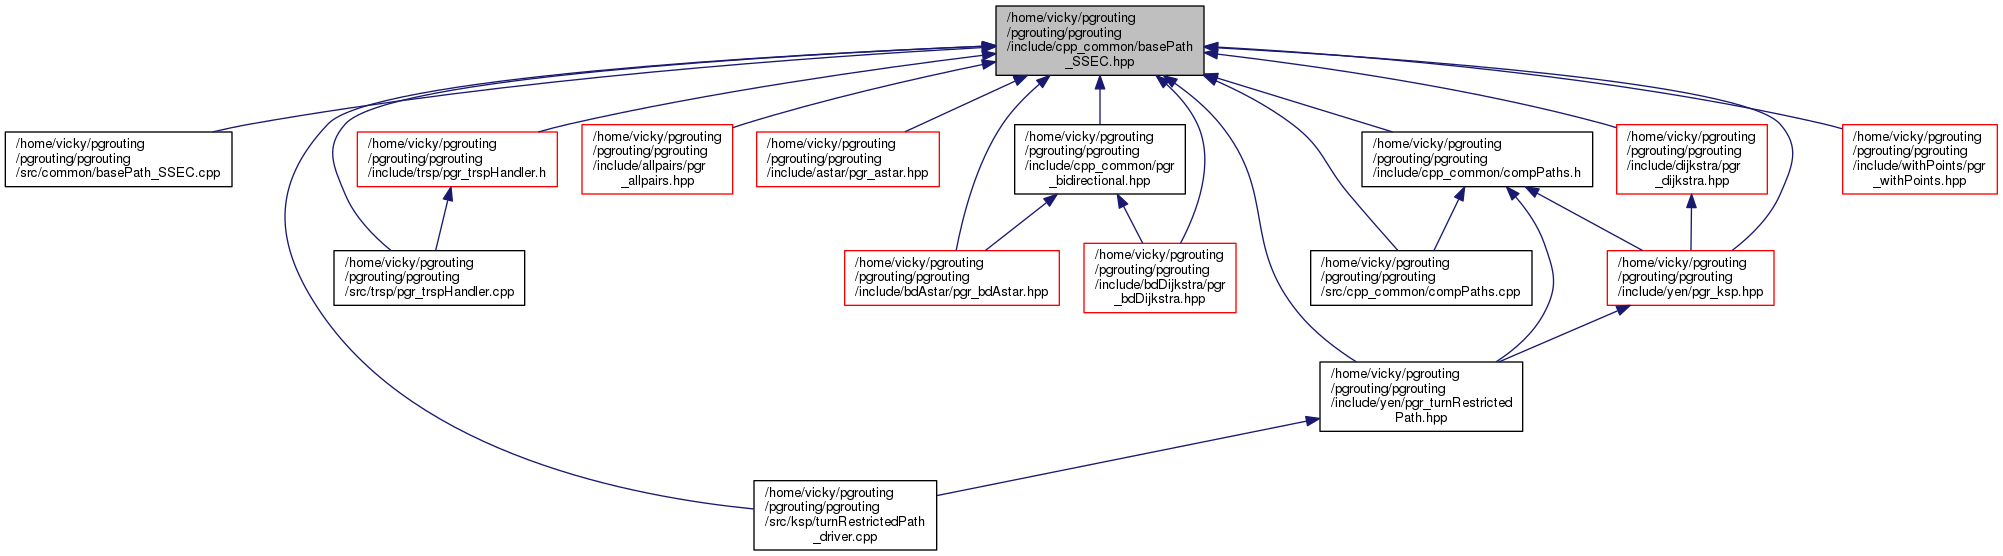 /home/vicky/pgrouting
/pgrouting/pgrouting
/include/cpp_common/basePath
_SSEC.hpp
/home/vicky/pgrouting
/pgrouting/pgrouting
/src/common/basePath_SSEC.cpp
/home/vicky/pgrouting
/pgrouting/pgrouting
/include/trsp/pgr_trspHandler.h
/home/vicky/pgrouting
/pgrouting/pgrouting
/include/allpairs/pgr
_allpairs.hpp
/home/vicky/pgrouting
/pgrouting/pgrouting
/include/astar/pgr_astar.hpp
/home/vicky/pgrouting
/pgrouting/pgrouting
/include/cpp_common/pgr
_bidirectional.hpp
/home/vicky/pgrouting
/pgrouting/pgrouting
/include/cpp_common/compPaths.h
/home/vicky/pgrouting
/pgrouting/pgrouting
/include/dijkstra/pgr
_dijkstra.hpp
/home/vicky/pgrouting
/pgrouting/pgrouting
/include/withPoints/pgr
_withPoints.hpp
/home/vicky/pgrouting
/pgrouting/pgrouting
/src/trsp/pgr_trspHandler.cpp
/home/vicky/pgrouting
/pgrouting/pgrouting
/include/bdAstar/pgr_bdAstar.hpp
/home/vicky/pgrouting
/pgrouting/pgrouting
/include/bdDijkstra/pgr
_bdDijkstra.hpp
/home/vicky/pgrouting
/pgrouting/pgrouting
/src/cpp_common/compPaths.cpp
/home/vicky/pgrouting
/pgrouting/pgrouting
/include/yen/pgr_ksp.hpp
/home/vicky/pgrouting
/pgrouting/pgrouting
/include/yen/pgr_turnRestricted
Path.hpp
/home/vicky/pgrouting
/pgrouting/pgrouting
/src/ksp/turnRestrictedPath
_driver.cpp